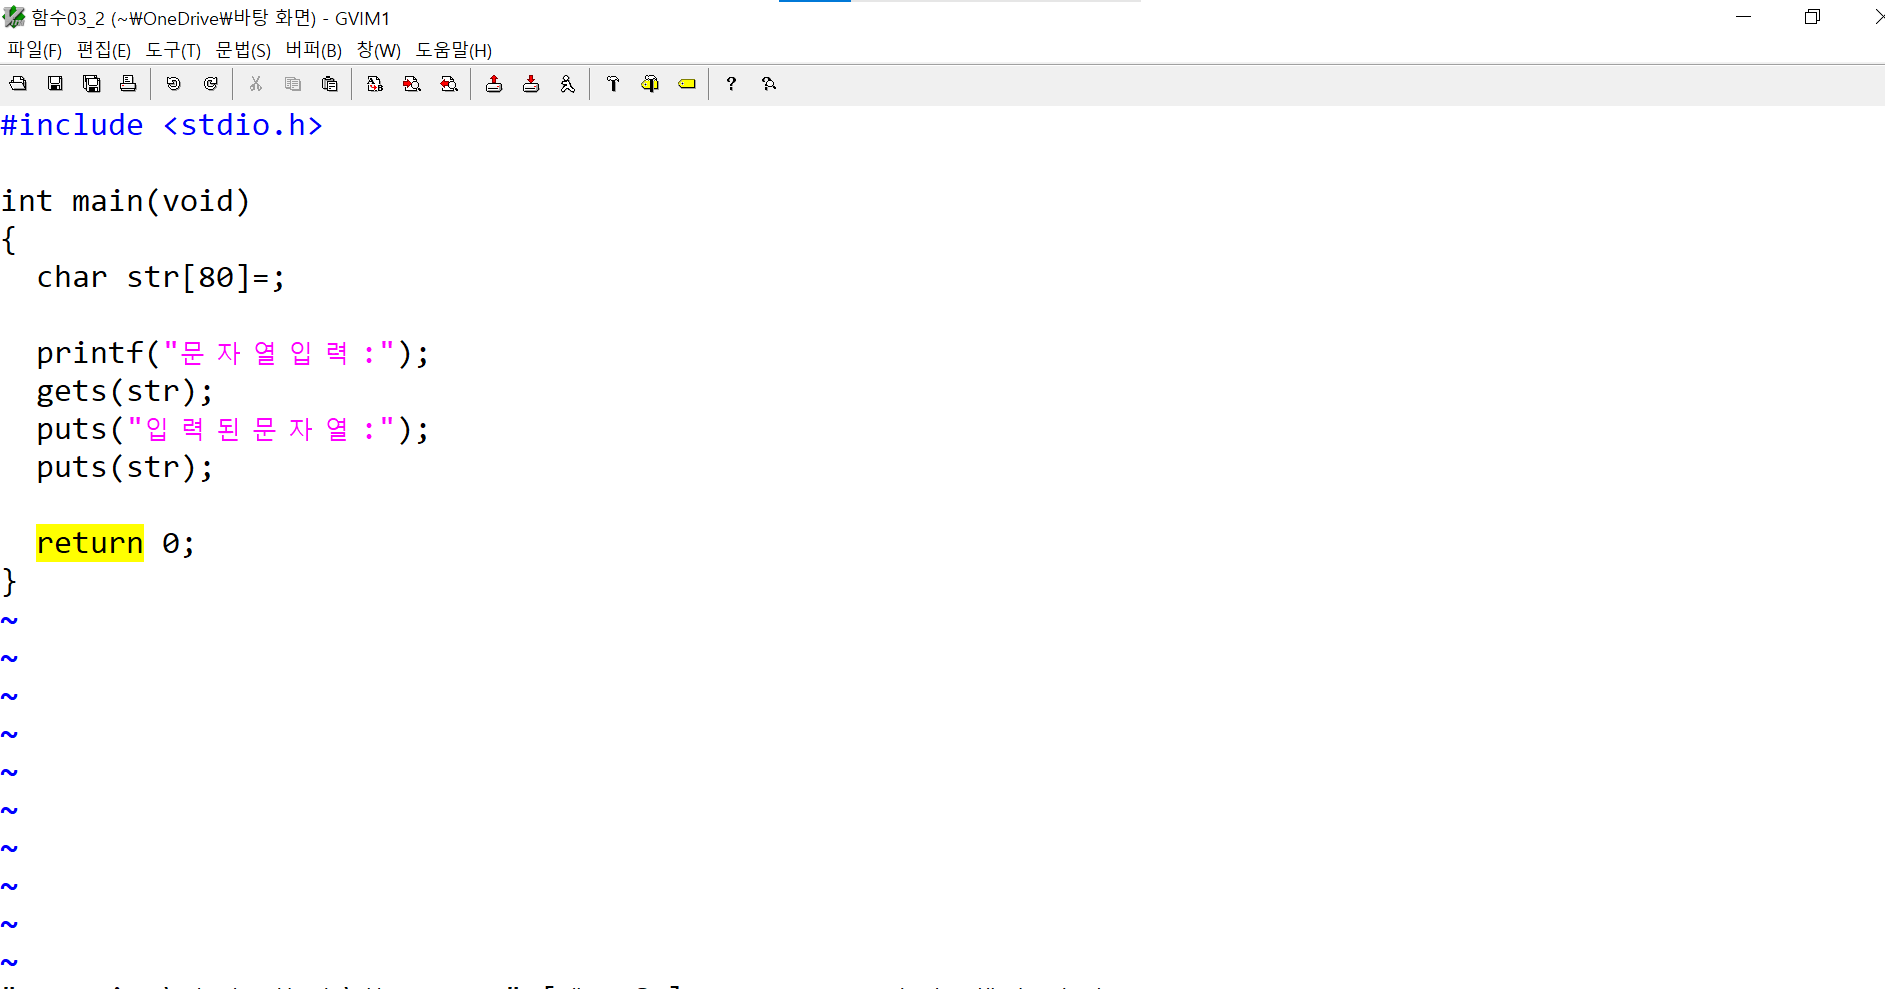 함수03_2 (~₩OneDrive₩바탕 화면) - GVIM1
파일(F) 편집(E) 도구(T) 문법(S) 버퍼(B) 창(W) 도움말(H)
#include <stdio.h>
int main(void)
{
  char str[80]=;
  printf("문자열입력:");
  gets(str);
  puts("입력된문자열:");
  puts(str);
  return 0;
}
~
~
~
~
~
~
~
~
~
~